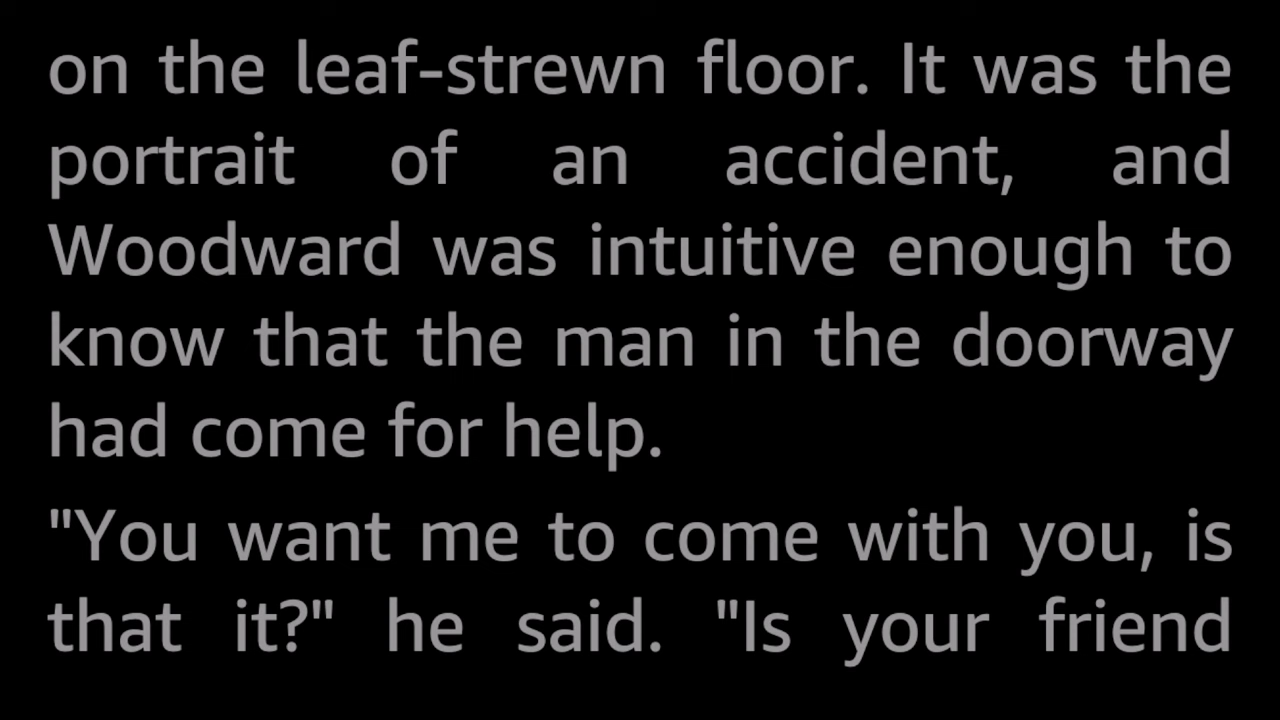 on the leaf-strewn floor. It was the
portrait of an accident, and
Woodward was intuitive enough to
know that the man in the doorway
had come for help.
"You want me to come with you, is
that it?" he said. "Is your friend